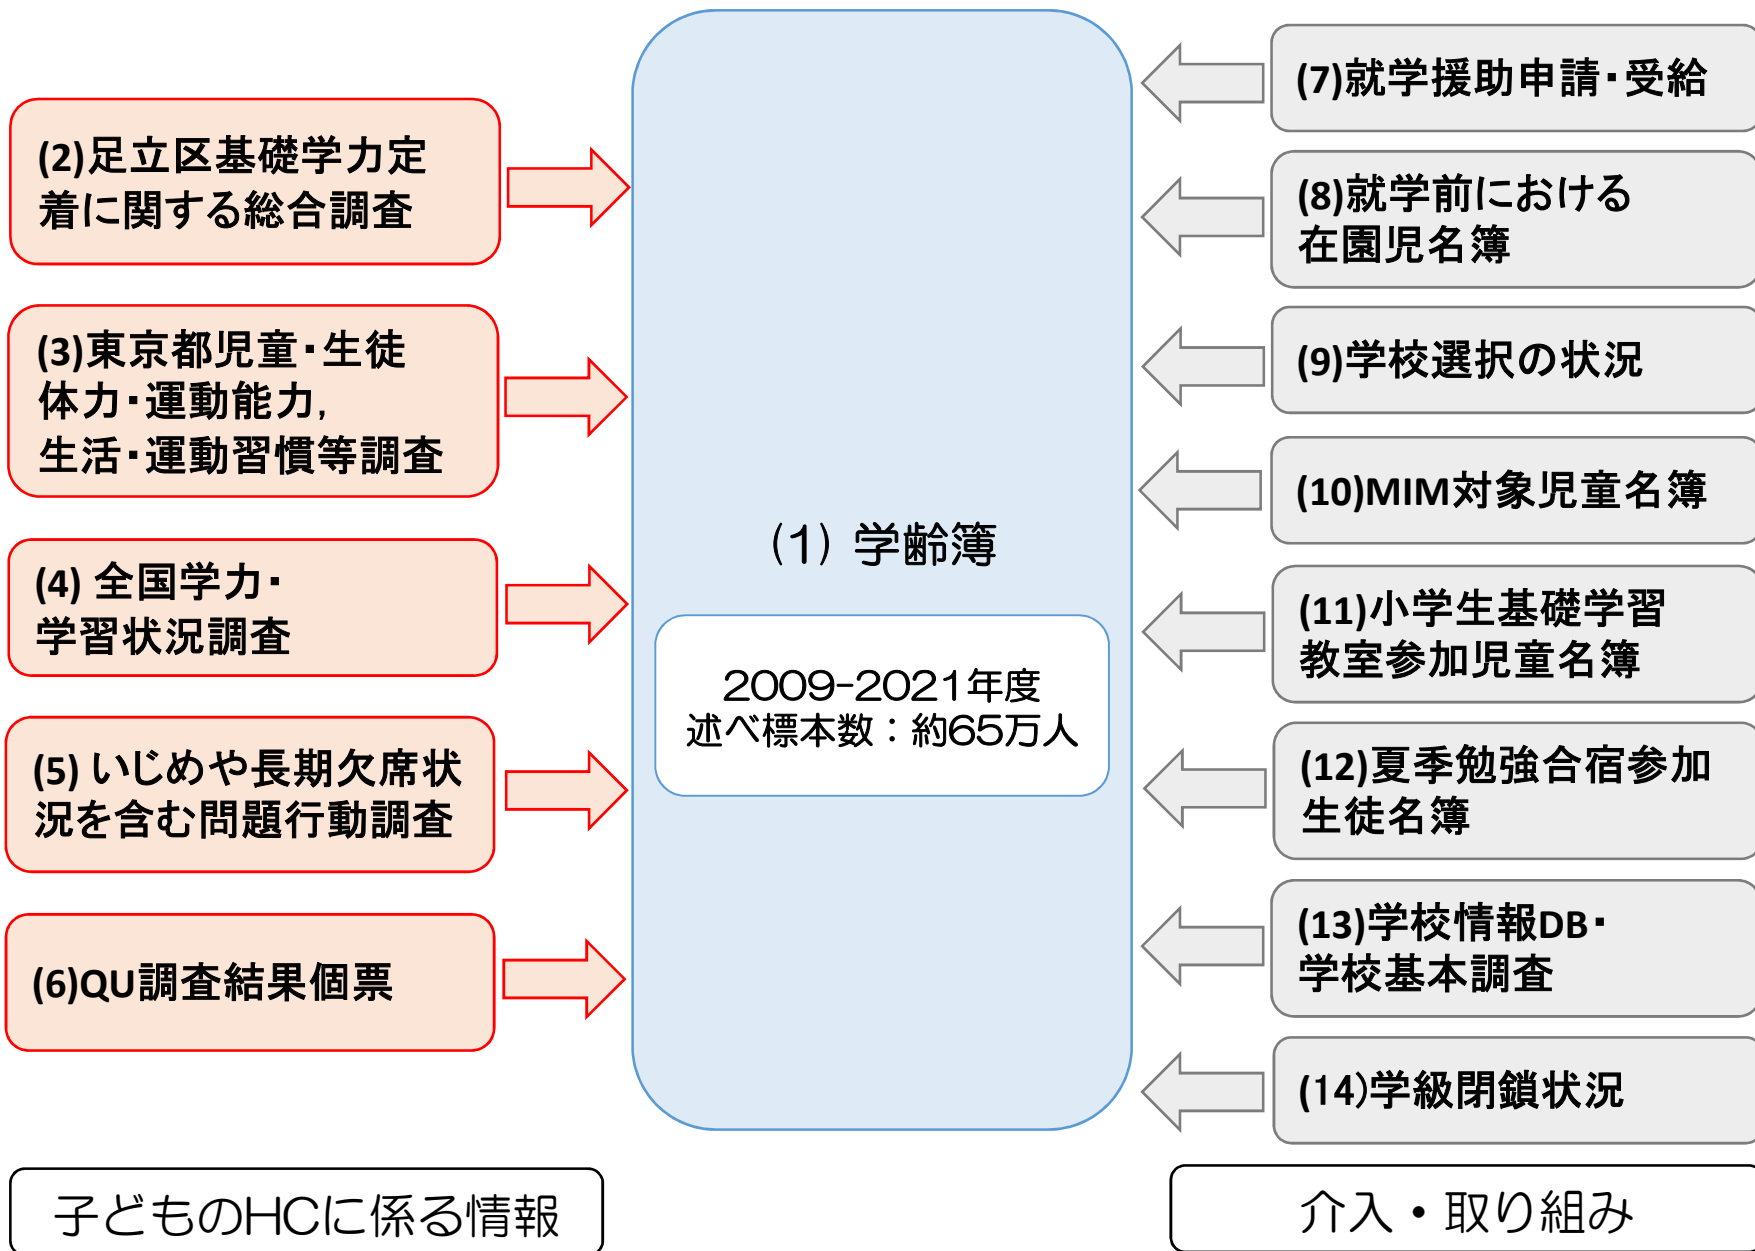 (2)足立区基礎学力定
着に関する総合調査
(3)東京都児童・生徒
体力・運動能力,
生活・運動習慣等調査
(4) 全国学力・
学習状況調査
(5) いじめや長期欠席状
況を含む問題行動調査
(6)QU調査結果個票
子どものHCに係る情報
(1) 学齢簿
2009-2021年度
述べ標本数：約65万人
(7)就学援助申請・受給
(8)就学前における
在園児名簿
(9)学校選択の状況
(10)MIM対象児童名簿
(11)小学生基礎学習
教室参加児童名簿
(12)夏季勉強合宿参加
生徒名簿
(13)学校情報DB・
学校基本調査
(14)学級閉鎖状況
介入・取り組み